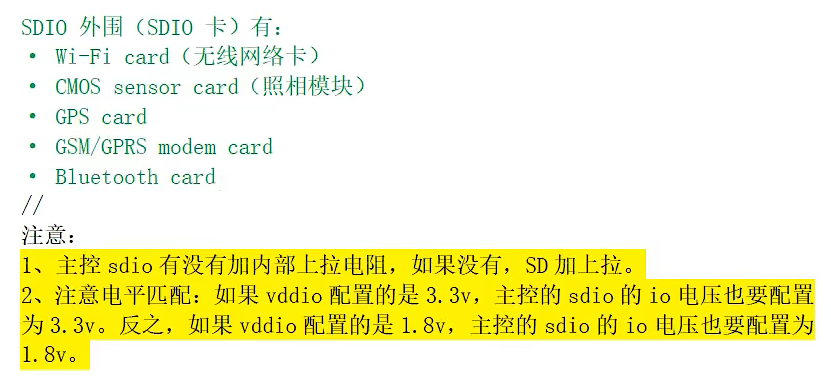 SDIO 外围（SDIO 卡）有：
• Wi-Fi card（无线网络卡）
• CMOS sensor card（照相模块）
• GPS card
• GSM/GPRS modem card
• Bluetooth card
//
注意：
1、主控 sdio 有没有加内部上拉电阻，如果没有，SD 加上拉。
2、注意电平匹配：如果 vddio 配置的是 3.3v，主控的 sdio 的 io 电压也要配置
为 3.3v。反之，如果 vddio 配置的是 1.8v，主控的 sdio 的 io 电压也要配置为
1.8v。